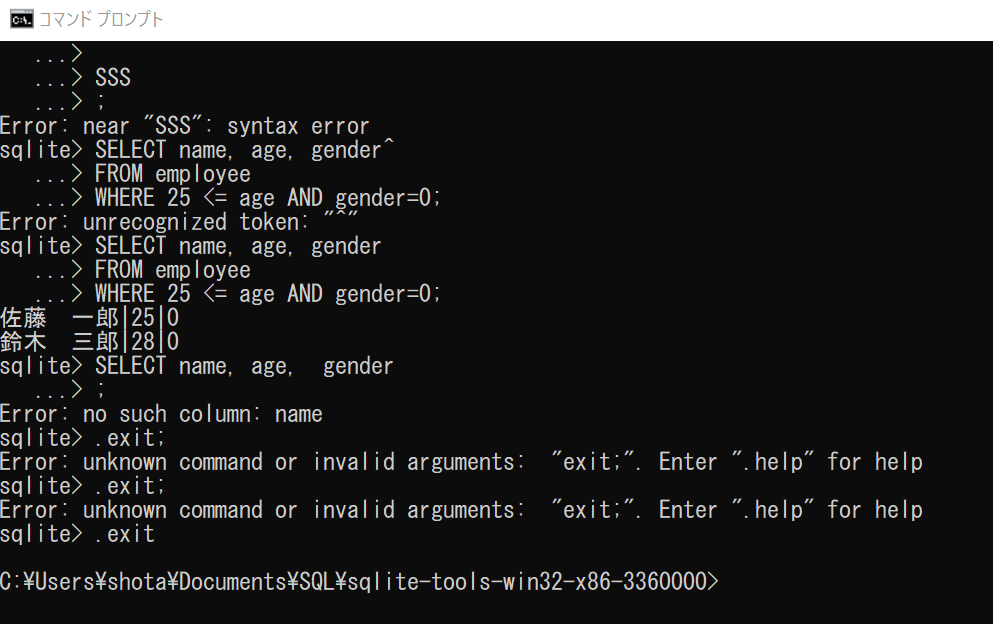 コマンド プロンプト
...>
...> SSS
...> ;
Error: near "SSS": syntax error
sqlite> SELECT name, age, gender^
...> FROM employee
...> WHERE 25 <= age AND gender=0;
Error: unrecognized token: "^"
sqlite> SELECT name, age, gender
...> FROM employee
...> WHERE 25 <= age AND gender=0;
佐藤　一郎|25|0
鈴木　三郎|28|0
sqlite> SELECT name, age,  gender
...> ;
Error: no such column: name
sqlite> .exit;
Error: unknown command or invalid arguments:  "exit;". Enter ".help" for help
sqlite> .exit;
Error: unknown command or invalid arguments:  "exit;". Enter ".help" for help
sqlite> .exit
C:¥Users¥shota¥Documents¥SQL¥sqlite-tools-win32-x86-3360000>